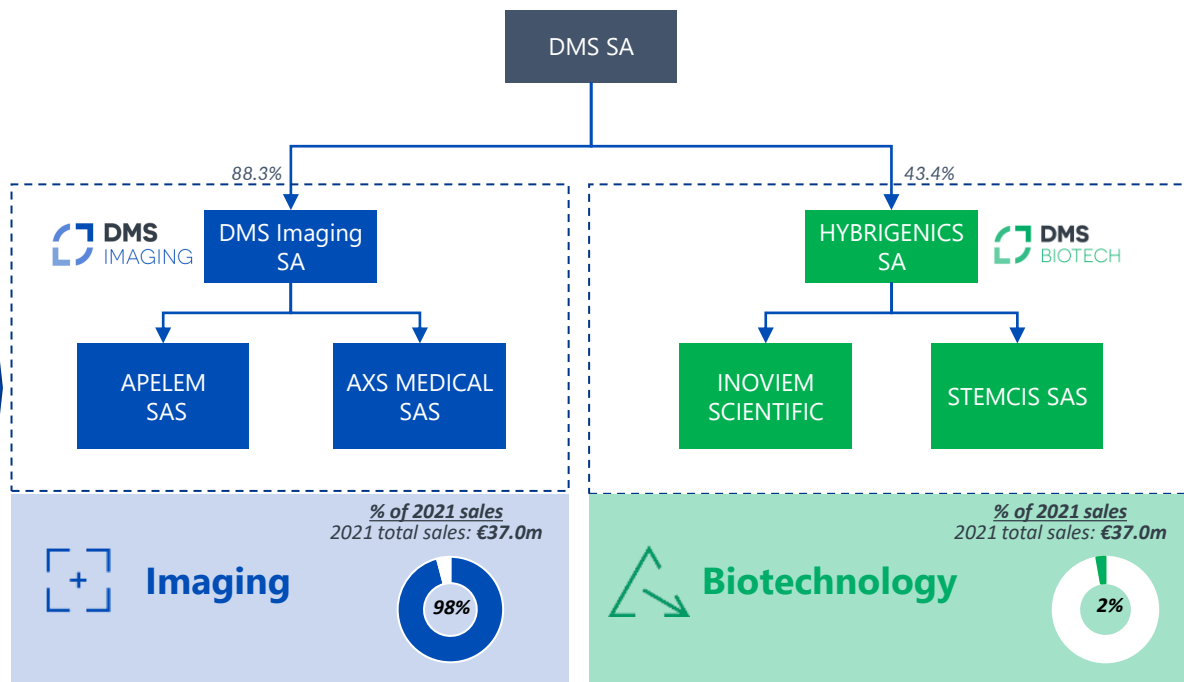 DMS SA
88.3%
43.4%
DMS
IMAGING
DMS Imaging
SA
HYBRIGENICS
SA
DMS
BIOTECH
APELEM
SAS
AXS MEDICAL
SAS
INOVIEM
SCIENTIFIC
STEMCIS SAS
% of 2021 sales
2021 total sales: €37.0m
Imaging
98%
% of 2021 sales
2021 total sales: €37.0m
Biotechnology
2%